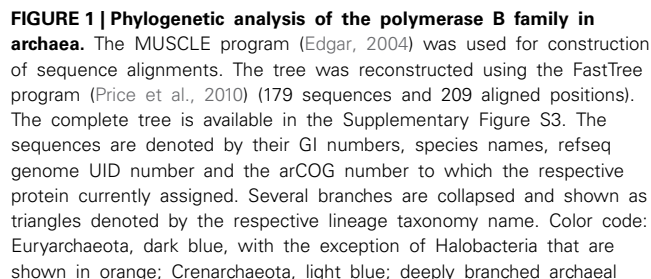 FIGURE 1 | Phylogenetic analysis of the polymerase B family in
archaea. The MUSCLE program (Edgar, 2004) was used for construction
of sequence alignments. The tree was reconstructed using the FastTree
program (Price et al., 2010) (179 sequences and 209 aligned positions).
The complete tree is available in the Supplementary Figure S3. The
sequences are denoted by their GI numbers, species names, refseq
genome UID number and the arCOG number to which the respective
protein currently assigned. Several branches are collapsed and shown as
triangles denoted by the respective lineage taxonomy name. Color code:
Euryarchaeota, dark blue, with the exception of Halobacteria that are
shown in orange; Crenarchaeota, light blue; deeply branched archaeal